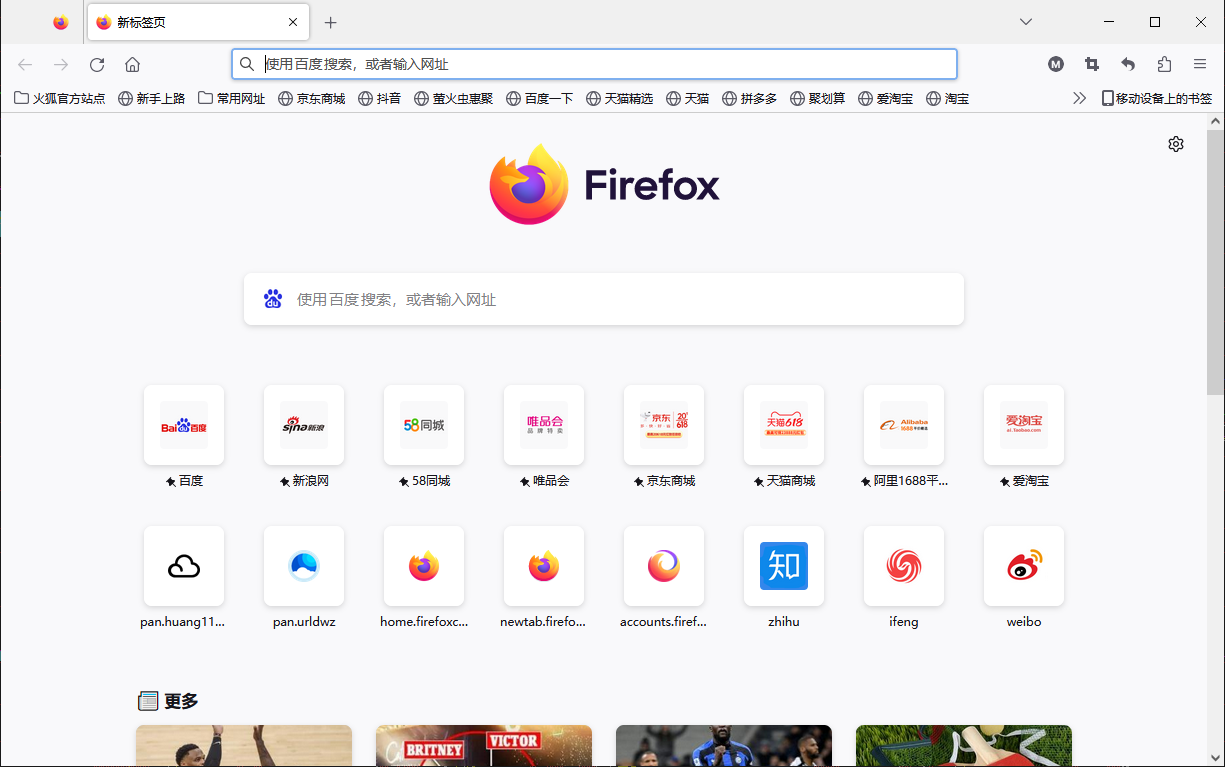 新标签页
使用百度搜索，或者输入网址
M
火狐官方站点 新手上路 常用网址 京东商城 抖音 萤火虫惠聚 百度一下 天猫精选 天猫 拼多多 聚划算 爱淘宝 淘宝 移动设备上的书签
Firefox
du 使用百度搜索，或者输入网址
Bai du 百度 sina 新浪 58同城 唯品会 京东 618 天猫618 Alibaba 爱淘宝
品牌特卖 1688 ai.taobao.com
百度 新浪网 58同城 唯品会 京东商城 天猫商城 阿里1688平... 爱淘宝
知
pan.huang11... pan.urldwz home.firefoxc... newtab.firefo... accounts.firef... zhihu ifeng weibo
更多
BRITNEY VICTOR